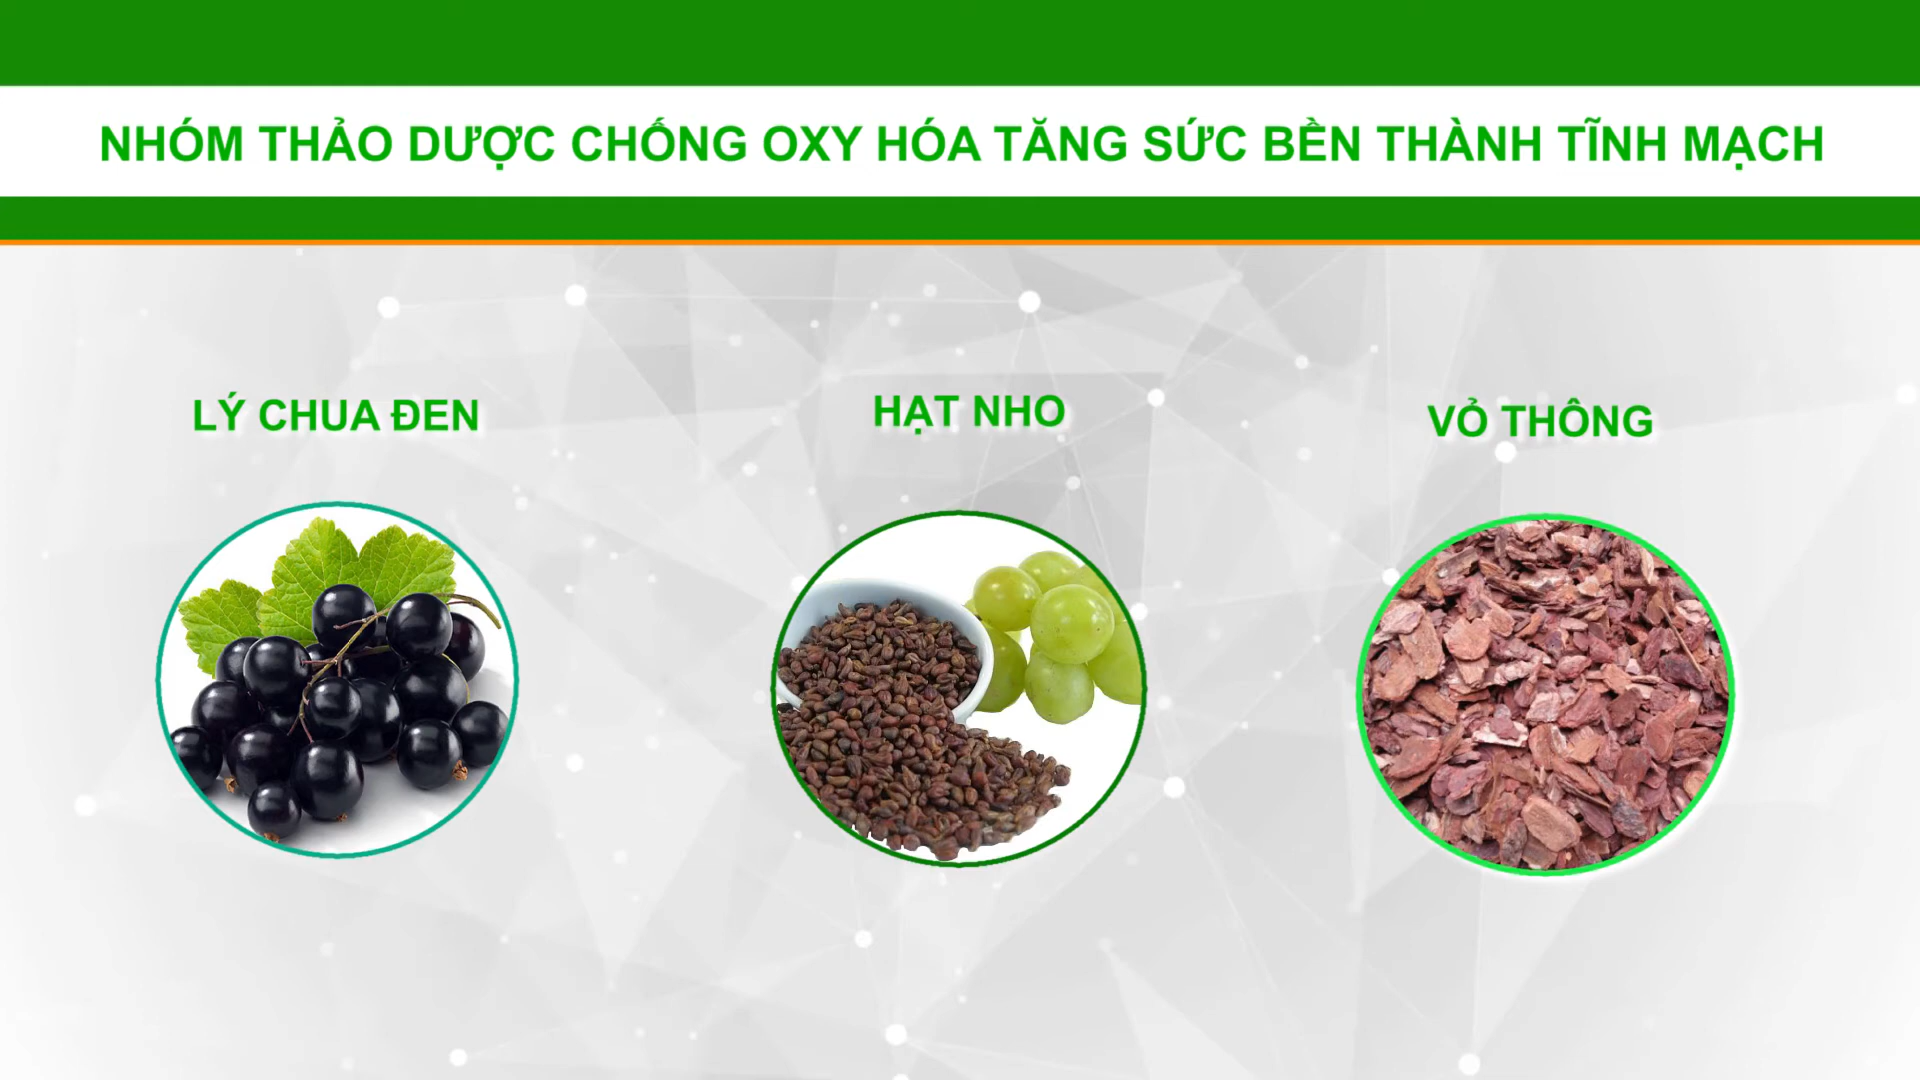 NHÓM THẢO DƯỢC CHỐNG OXY HÓA TĂNG SỨC BỀN THÀNH TĨNH MẠCH
LÝ CHUA ĐEN
HẠT NHO
VỎ THÔNG